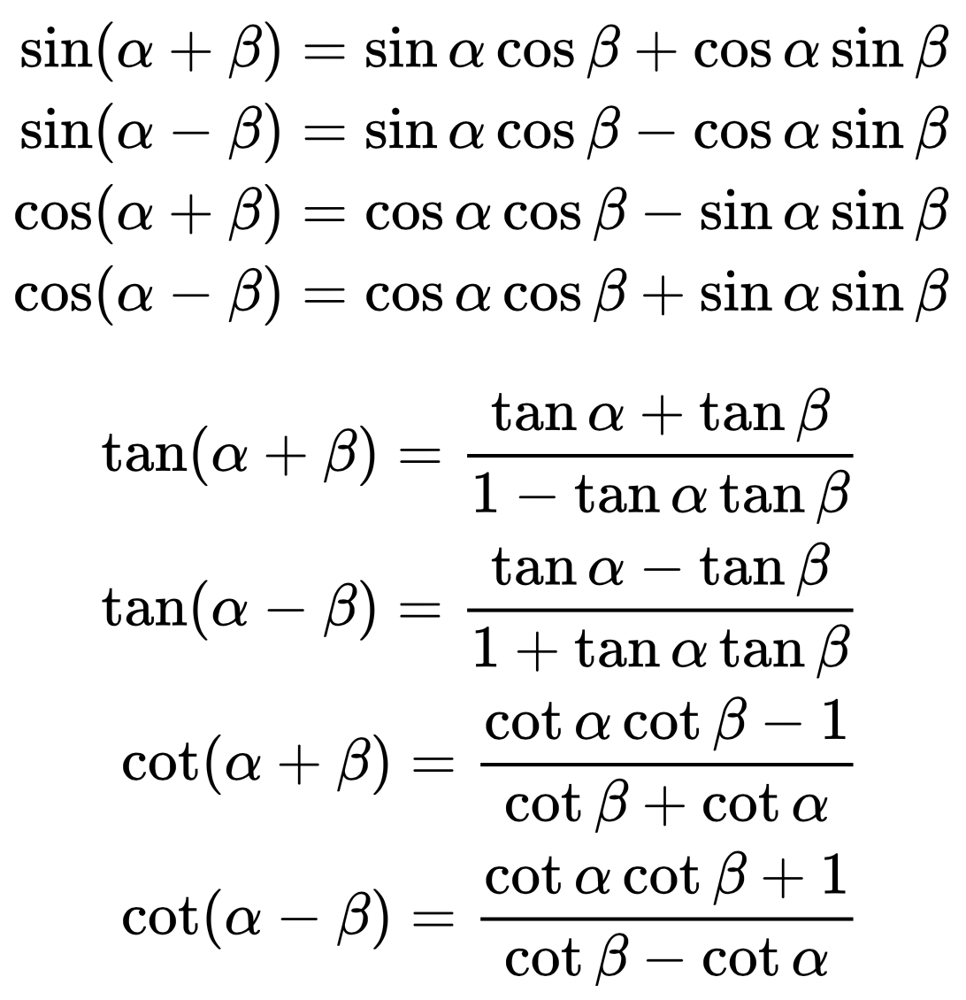 sin(α + β) = sin α cos β + cos α sin β
sin(α − β) = sin α cos β − cos α sin β
cos(α + β) = cos α cos β − sin α sin β
cos(α − β) = cos α cos β + sin α sin β
tan(α + β) = (tan α + tan β) / (1 − tan α tan β)
tan(α − β) = (tan α − tan β) / (1 + tan α tan β)
cot(α + β) = (cot α cot β − 1) / (cot β + cot α)
cot(α − β) = (cot α cot β + 1) / (cot β − cot α)